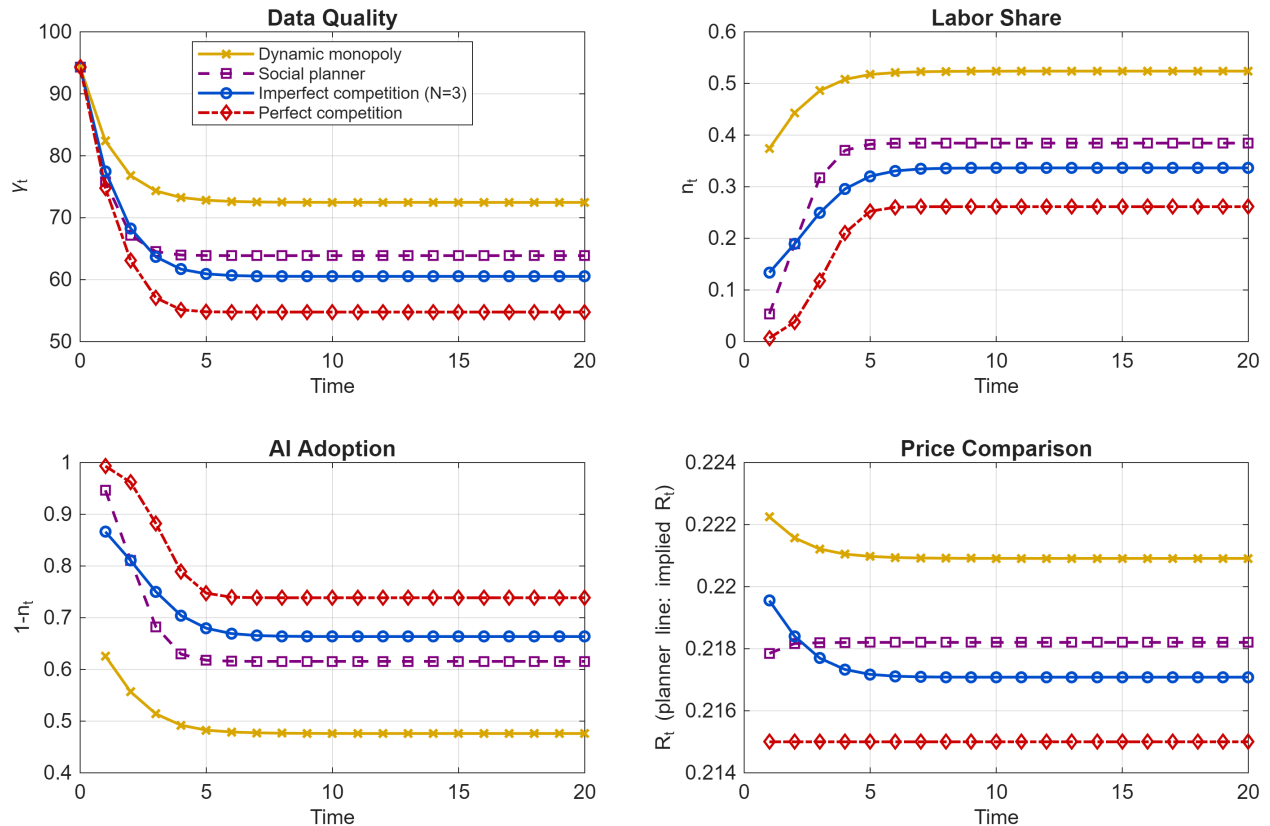 Data Quality
100
90
80
70
60
50
γt
0
5
10
15
20
Time
Dynamic monopoly
Social planner
Imperfect competition (N=3)
Perfect competition
Labor Share
0.6
0.5
0.4
0.3
0.2
0.1
0
nt
0
5
10
15
20
Time
AI Adoption
1
0.9
0.8
0.7
0.6
0.5
0.4
1-nt
0
5
10
15
20
Time
Price Comparison
0.224
0.222
0.22
0.218
0.216
0.214
Rt (planner line: implied Rt)
0
5
10
15
20
Time